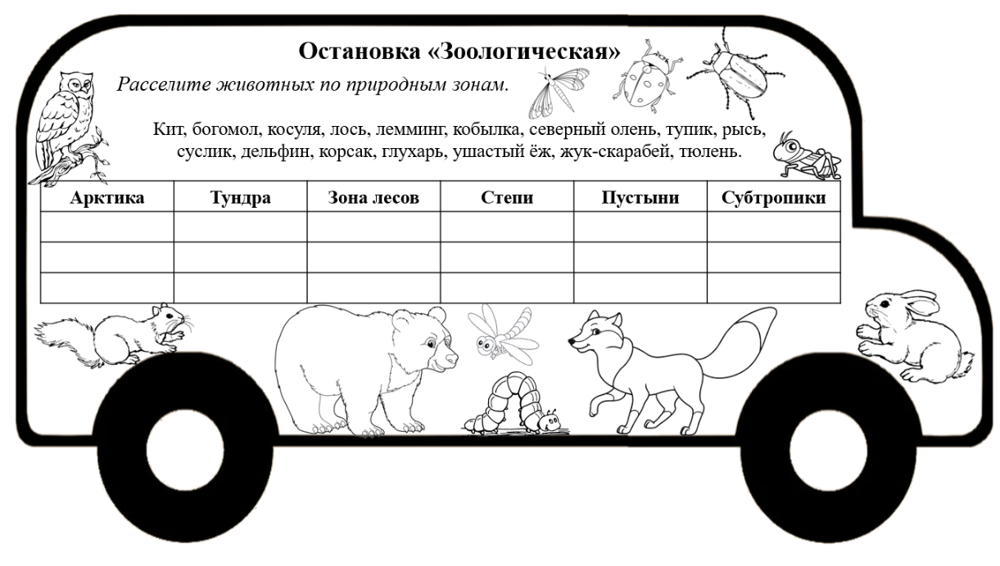 Остановка «Зоологическая»
Расселите животных по природным зонам.
Кит, богомол, косуля, лось, лемминг, кобылка, северный олень, тупик, рысь,
суслик, дельфин, корсак, глухарь, ушастый ёж, жук-скарабей, тюлень.
Арктика Тундра Зона лесов Степи Пустыни Субтропики